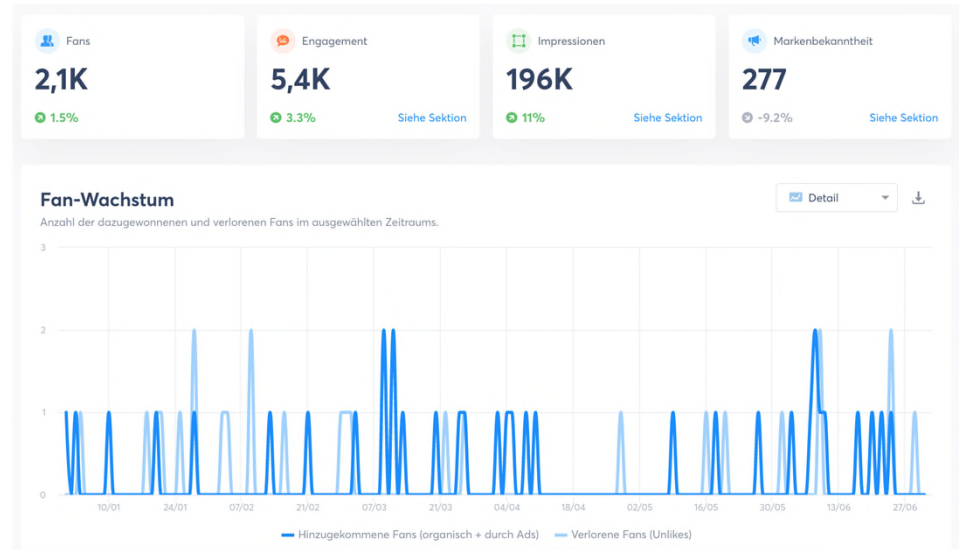 Fans
2,1K
1.5%
Engagement
5,4K
3.3%
Siehe Sektion
Impressionen
196K
11%
Siehe Sektion
Markenbekanntheit
277
-9.2%
Siehe Sektion
Fan-Wachstum
Detail
Anzahl der dazugewonnenen und verlorenen Fans im ausgewählten Zeitraums.
3
2
1
0
10/01 24/01 07/02 21/02 07/03 21/03 04/04 18/04 02/05 16/05 30/05 13/06 27/06
Hinzugekommene Fans (organisch + durch Ads) Verlorene Fans (Unlikes)